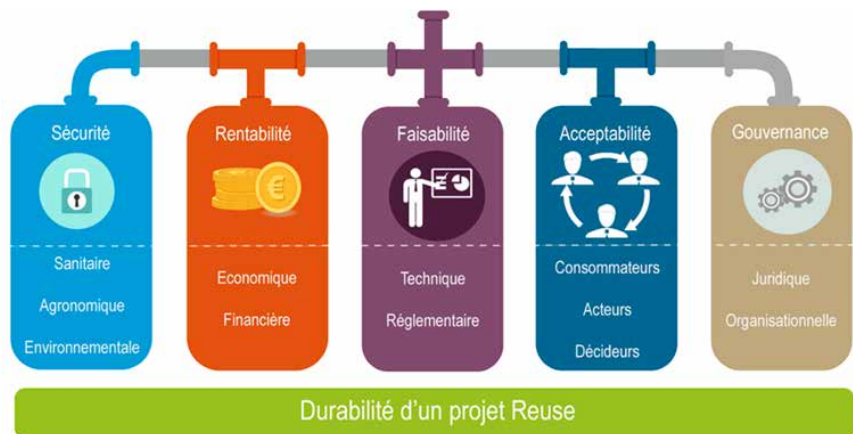 Sécurité
Sanitaire
Agronomique
Environnementale
Rentabilité
€
Economique
Financière
Faisabilité
Technique
Réglementaire
Acceptabilité
Consommateurs
Acteurs
Décideurs
Gouvernance
Juridique
Organisationnelle
Durabilité d'un projet Reuse